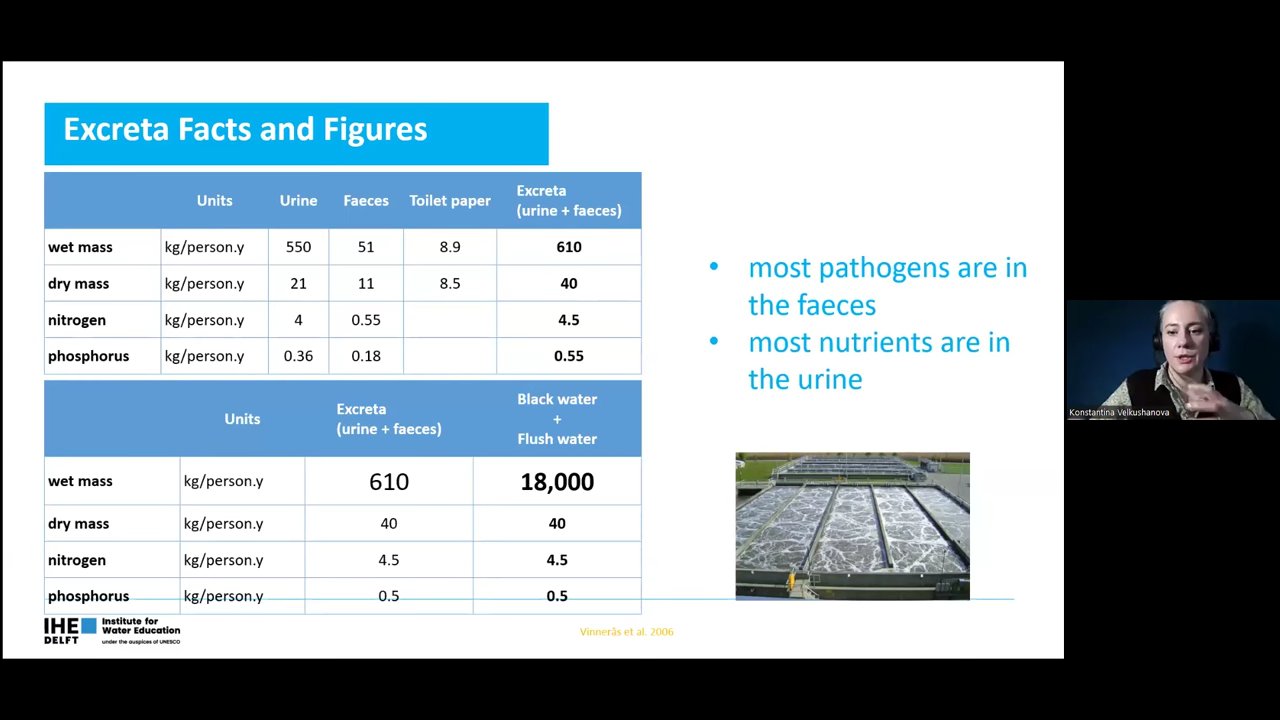 Excreta Facts and Figures
Units Urine Faeces Toilet paper Excreta (urine + faeces)
wet mass kg/person.y 550 51 8.9 610
dry mass kg/person.y 21 11 8.5 40
nitrogen kg/person.y 4 0.55 4.5
phosphorus kg/person.y 0.36 0.18 0.55
Units Excreta (urine + faeces) Black water + Flush water
wet mass kg/person.y 610 18,000
dry mass kg/person.y 40 40
nitrogen kg/person.y 4.5 4.5
phosphorus kg/person.y 0.5 0.5
• most pathogens are in
the faeces
• most nutrients are in
the urine
Konstantina Velkushanova
IHE
DELFT
Institute for
Water Education
under the auspices of UNESCO
Vinnerås et al. 2006